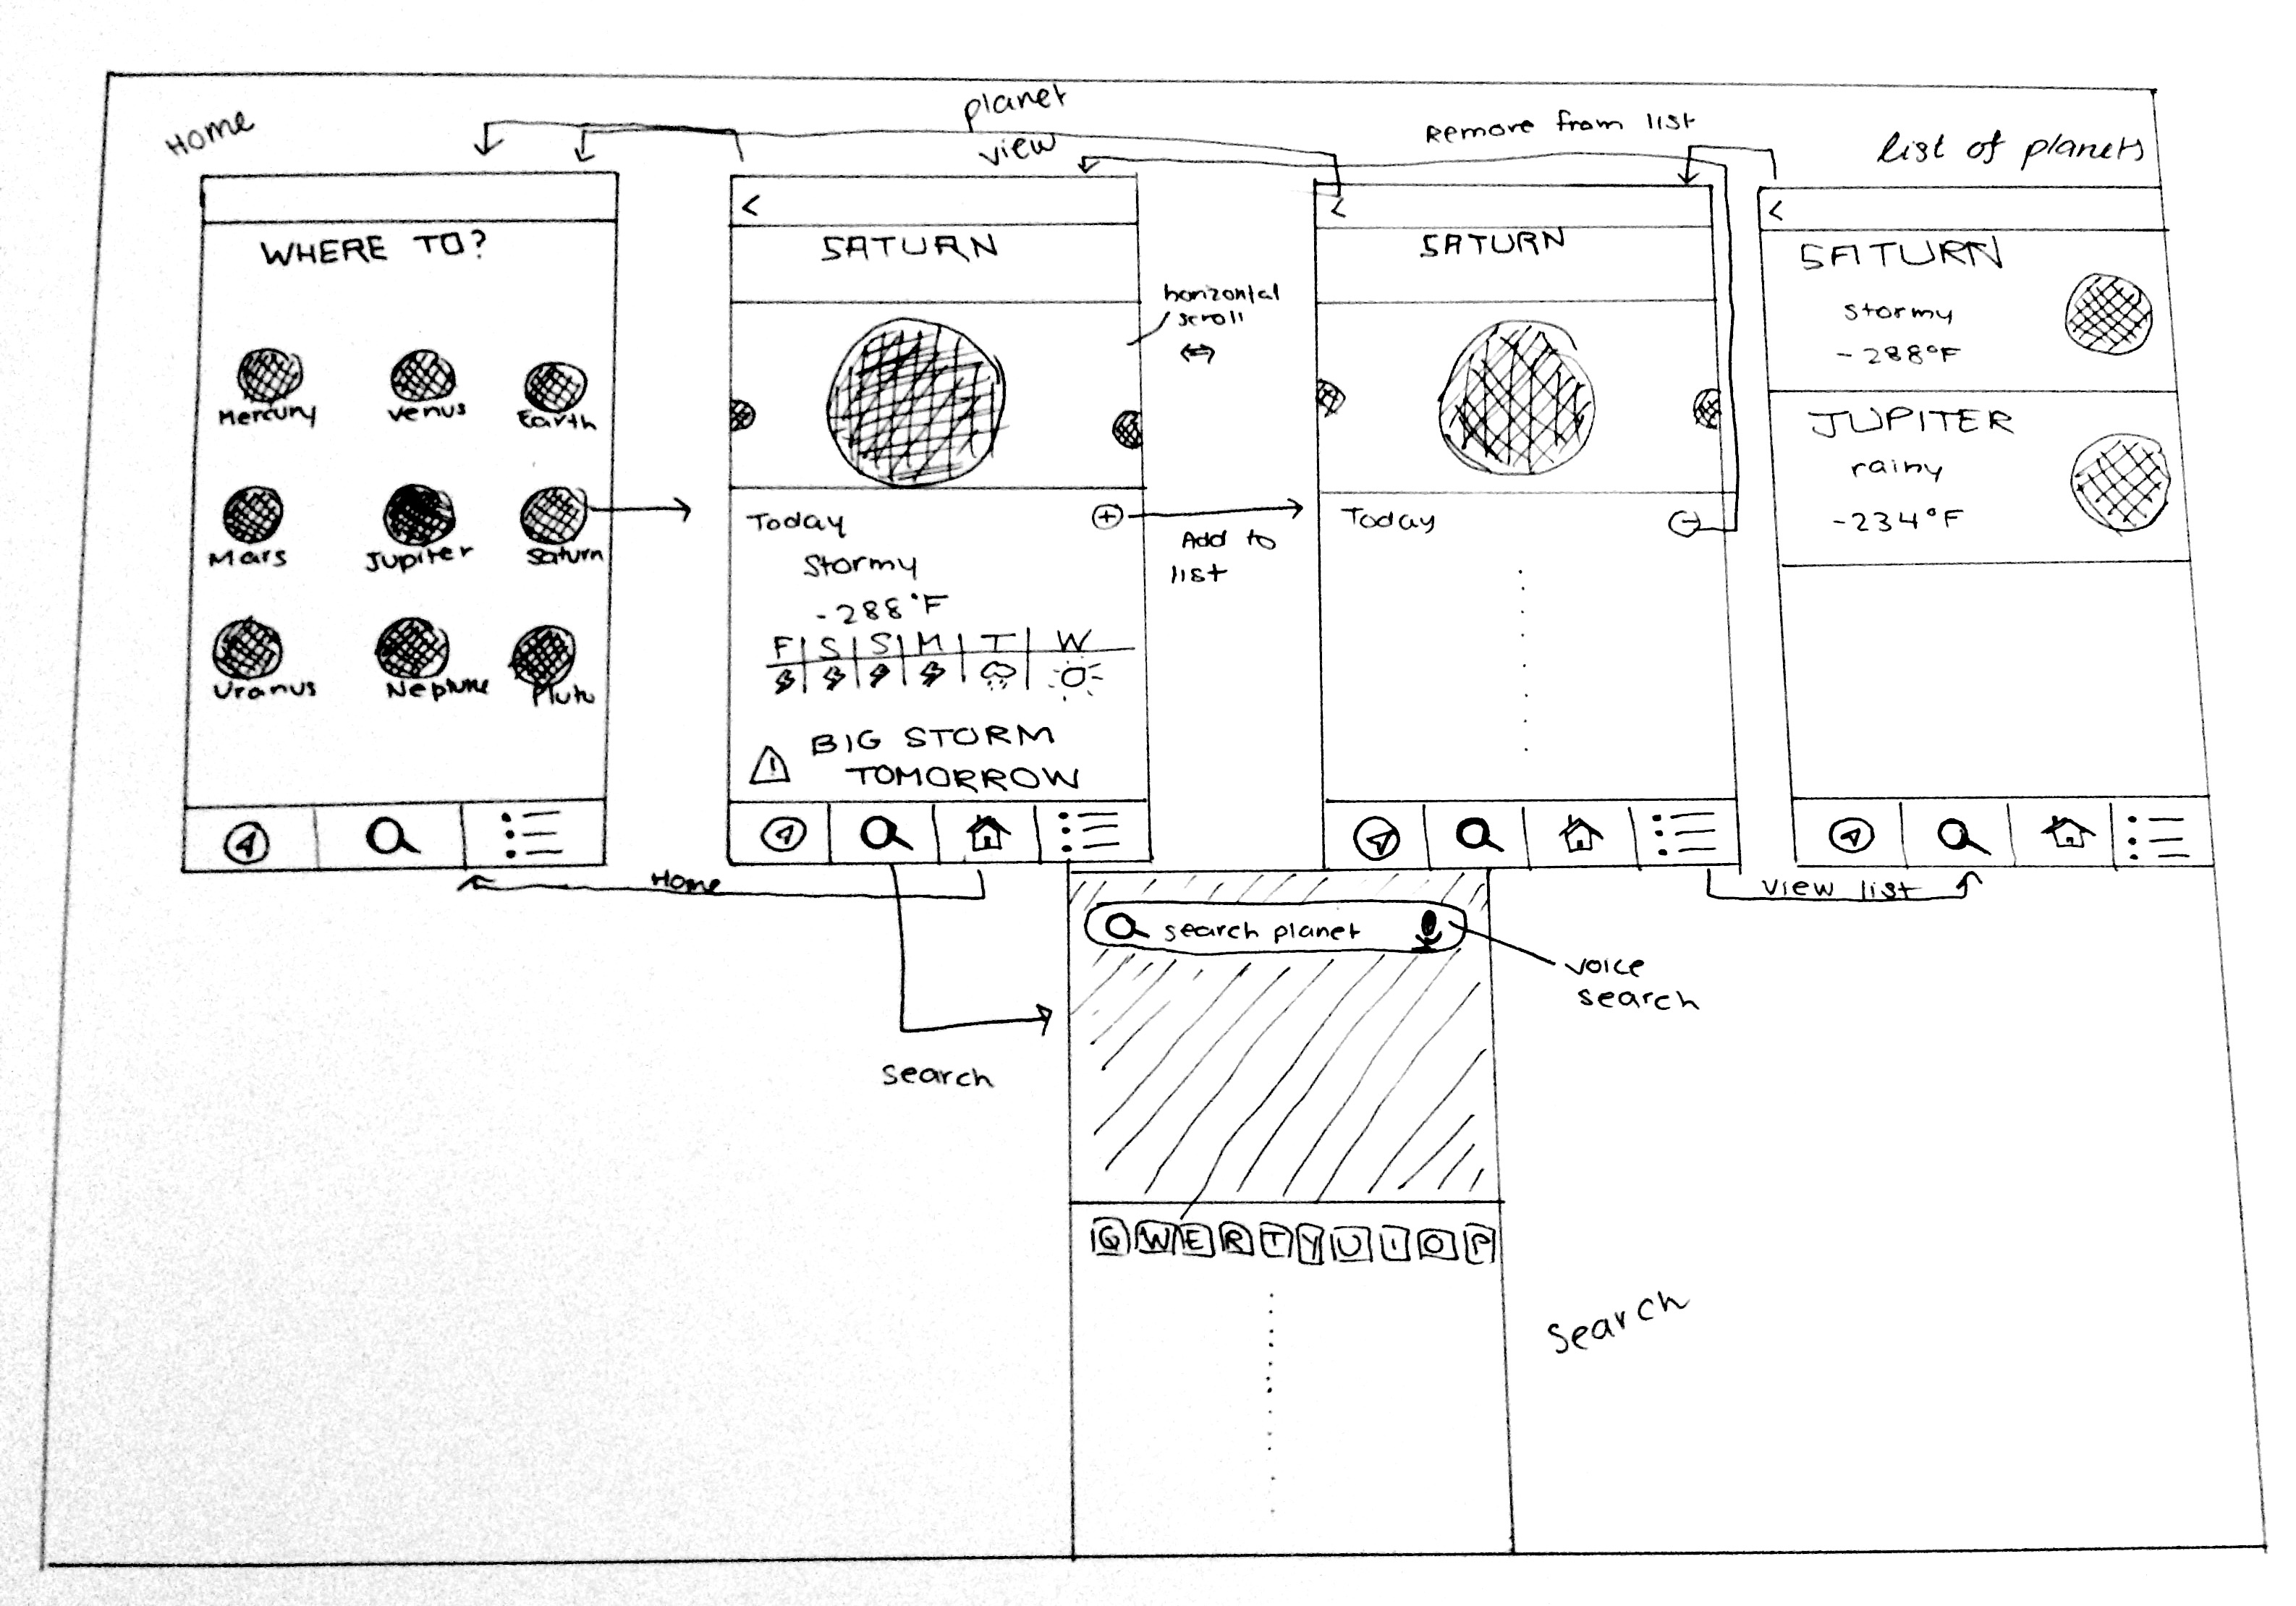 Home
planet
view
Remove from list
list of planets
WHERE TO?
Mercury
Venus
Earth
Mars
Jupiter
Saturn
Uranus
Neptune
Pluto
<
SATURN
horizontal
scroll
Today
+
Stormy
-288°F
F S S M T W
! BIG STORM
TOMORROW
Add to
list
<
SATURN
Today
-
<
SATURN
stormy
-288°F
JUPITER
rainy
-234°F
Home
view list
search
search planet
voice
search
Q W E R T Y U I O P
Search